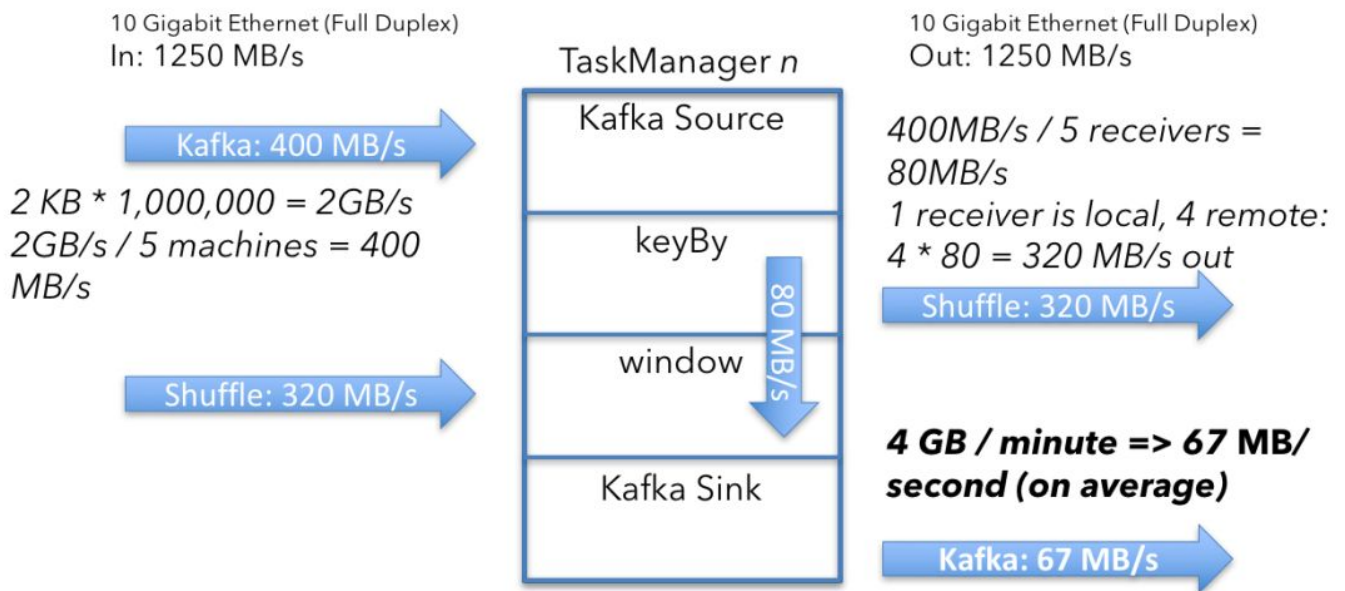 10 Gigabit Ethernet (Full Duplex)
In: 1250 MB/s
Kafka: 400 MB/s
2 KB * 1,000,000 = 2GB/s
2GB/s / 5 machines = 400
MB/s
Shuffle: 320 MB/s
TaskManager n
Kafka Source
keyBy
80 MB/s
window
Kafka Sink
10 Gigabit Ethernet (Full Duplex)
Out: 1250 MB/s
400MB/s / 5 receivers =
80MB/s
1 receiver is local, 4 remote:
4 * 80 = 320 MB/s out
Shuffle: 320 MB/s
4 GB / minute => 67 MB/
second (on average)
Kafka: 67 MB/s